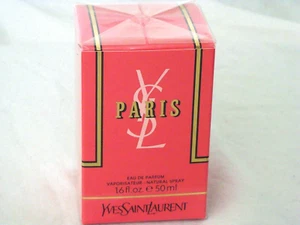 YSL
PARIS
EAU DE PARFUM
VAPORISATEUR - NATURAL SPRAY
1.6 fl.oz. ℮ 50 ml
YVESSAINTLAURENT